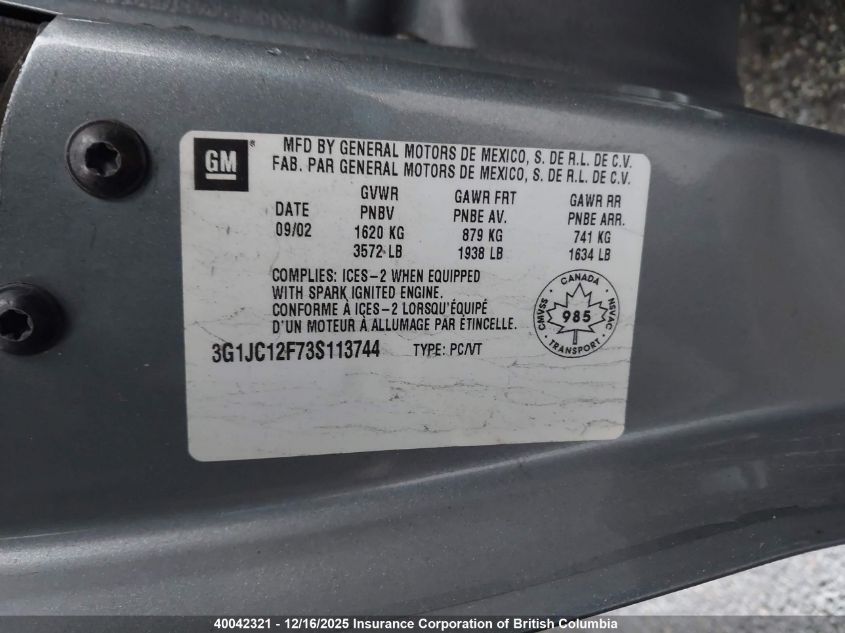 GM ®
MFD BY GENERAL MOTORS DE MEXICO, S. DE R.L. DE C.V.
FAB. PAR GENERAL MOTORS DE MEXICO, S. DE R.L. DE C.V.
GVWR GAWR FRT GAWR RR
DATE PNBV PNBE AV. PNBE ARR.
09/02 1620 KG 879 KG 741 KG
3572 LB 1938 LB 1634 LB
COMPLIES: ICES-2 WHEN EQUIPPED
WITH SPARK IGNITED ENGINE.
CONFORME À ICES-2 LORSQU'ÉQUIPÉ
D'UN MOTEUR À ALLUMAGE PAR ÉTINCELLE.
CANADA
CMVSS 985 NSVAC
TRANSPORT
3G1JC12F73S113744 TYPE: PC/VT
40042321 - 12/16/2025 Insurance Corporation of British Columbia